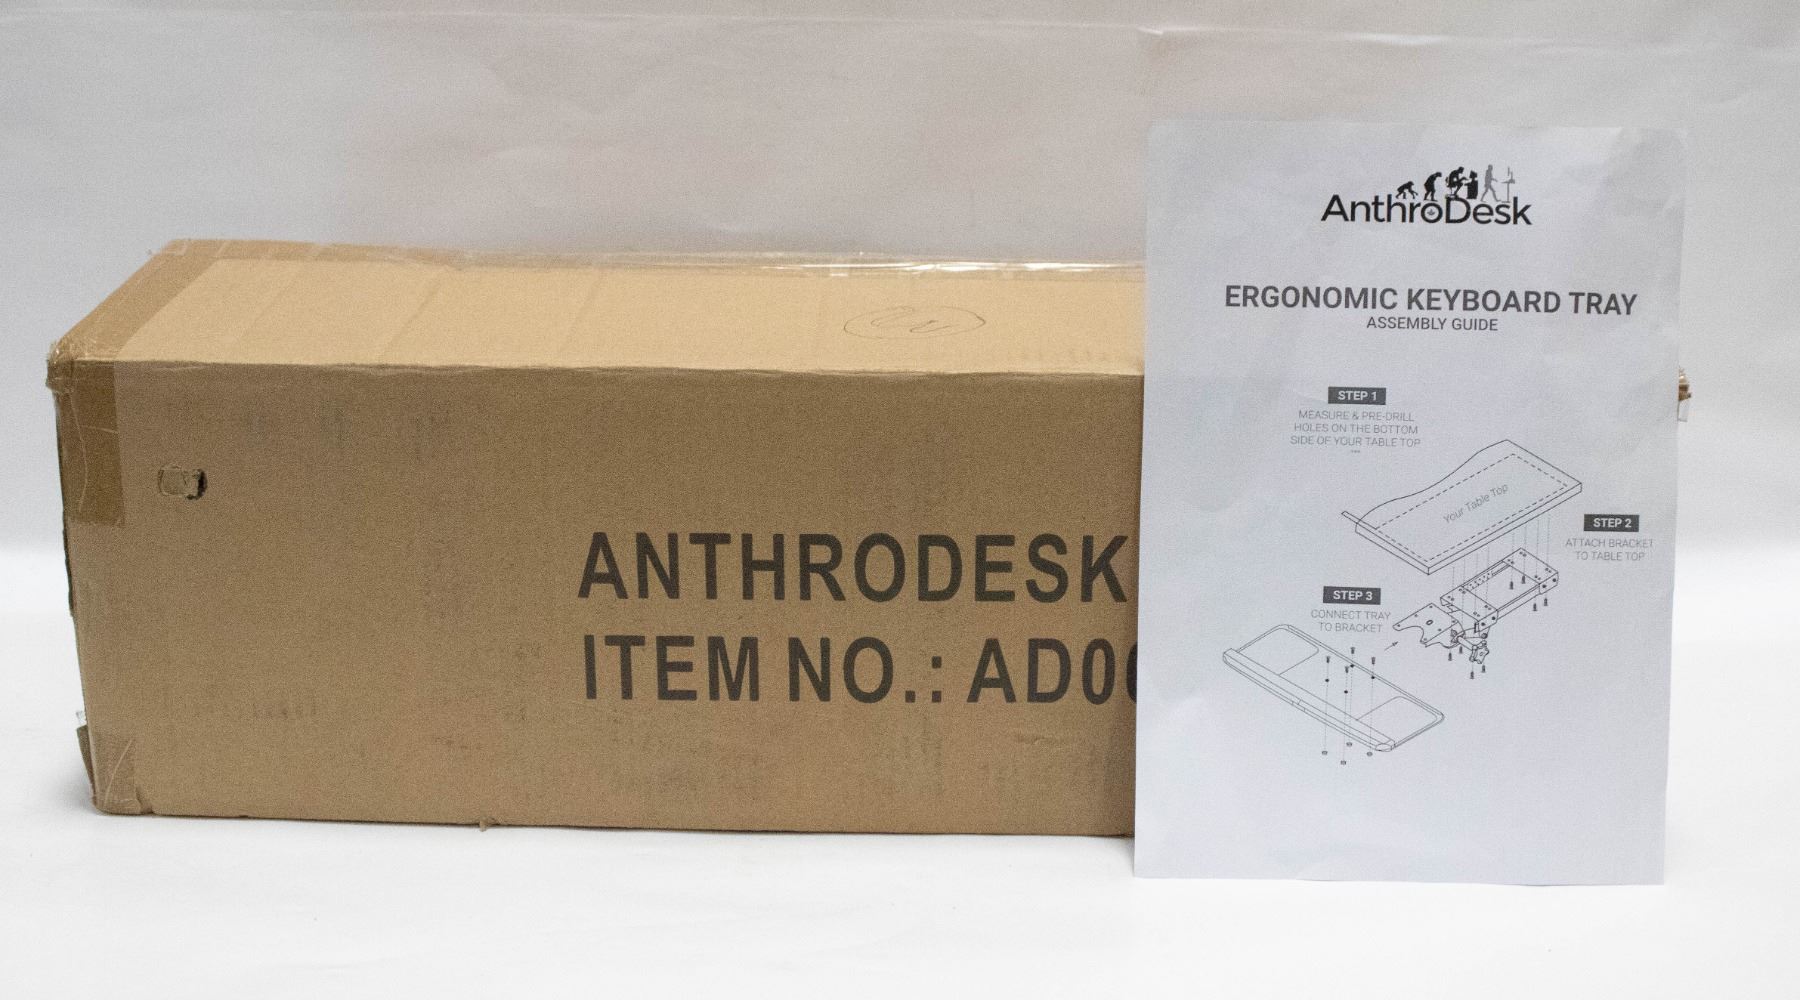 AnthroDesk
ERGONOMIC KEYBOARD TRAY
ASSEMBLY GUIDE
STEP 1
MEASURE & PRE-DRILL
HOLES ON THE BOTTOM
SIDE OF YOUR TABLE TOP
Your Table Top
STEP 2
ATTACH BRACKET
TO TABLE TOP
STEP 3
CONNECT TRAY
TO BRACKET
ANTHRODESK
ITEM NO.: AD00